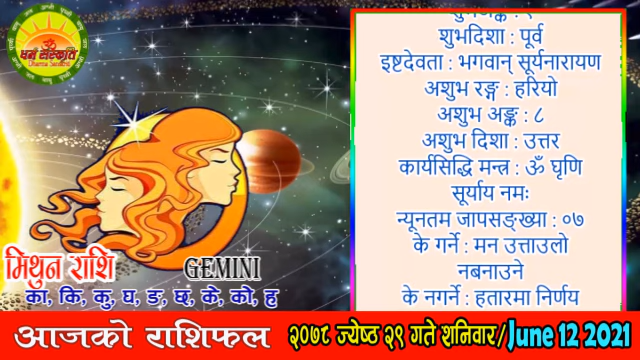 धर्म संस्कृति
शुभदिशा : पूर्व
इष्टदेवता : भगवान् सूर्यनारायण
अशुभ रङ्ग : हरियो
अशुभ अङ्क : ८
अशुभ दिशा : उत्तर
कार्यसिद्धि मन्त्र : ॐ घृणि
सूर्याय नमः
न्यूनतम जापसङ्ख्या : ०७
के गर्ने : मन उत्ताउलो
नबनाउने
के नगर्ने : हतारमा निर्णय
मिथुन राशि GEMINI
का, कि, कु, घ, ङ, छ, के, को, ह
आजको राशिफल २०७८ ज्येष्ठ २९ गते शनिवार/June 12 2021